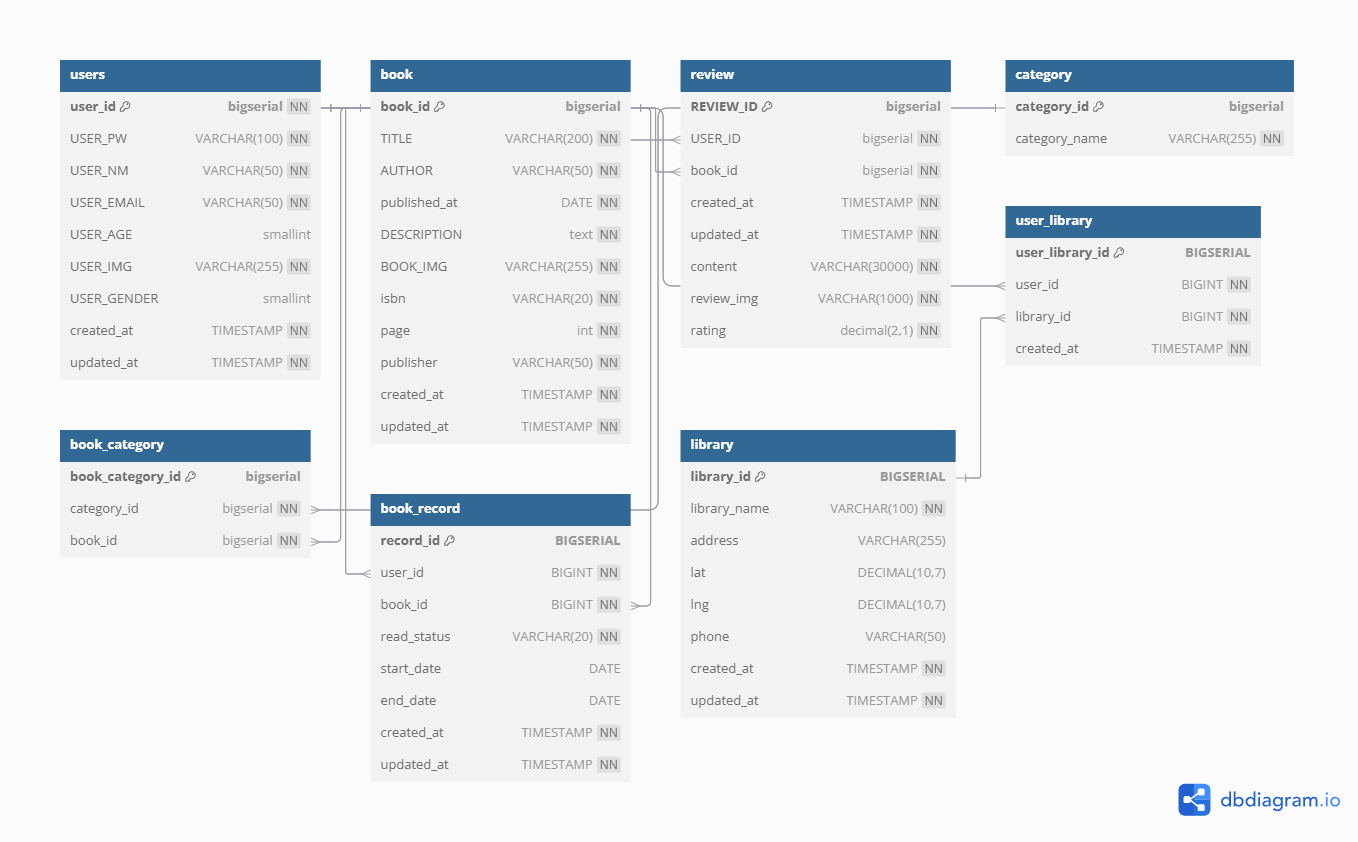 users
user_id bigserial NN
USER_PW VARCHAR(100) NN
USER_NM VARCHAR(50) NN
USER_EMAIL VARCHAR(50) NN
USER_AGE smallint
USER_IMG VARCHAR(255) NN
USER_GENDER smallint
created_at TIMESTAMP NN
updated_at TIMESTAMP NN
book
book_id bigserial
TITLE VARCHAR(200) NN
AUTHOR VARCHAR(50) NN
published_at DATE NN
DESCRIPTION text NN
BOOK_IMG VARCHAR(255) NN
isbn VARCHAR(20) NN
page int NN
publisher VARCHAR(50) NN
created_at TIMESTAMP NN
updated_at TIMESTAMP NN
review
REVIEW_ID bigserial
USER_ID bigserial NN
book_id bigserial NN
created_at TIMESTAMP NN
updated_at TIMESTAMP NN
content VARCHAR(30000) NN
review_img VARCHAR(1000) NN
rating decimal(2,1) NN
category
category_id bigserial
category_name VARCHAR(255) NN
user_library
user_library_id BIGSERIAL
user_id BIGINT NN
library_id BIGINT NN
created_at TIMESTAMP NN
book_category
book_category_id bigserial
category_id bigserial NN
book_id bigserial NN
book_record
record_id BIGSERIAL
user_id BIGINT NN
book_id BIGINT NN
read_status VARCHAR(20) NN
start_date DATE
end_date DATE
created_at TIMESTAMP NN
updated_at TIMESTAMP NN
library
library_id BIGSERIAL
library_name VARCHAR(100) NN
address VARCHAR(255)
lat DECIMAL(10,7)
lng DECIMAL(10,7)
phone VARCHAR(50)
created_at TIMESTAMP NN
updated_at TIMESTAMP NN
dbdiagram.io